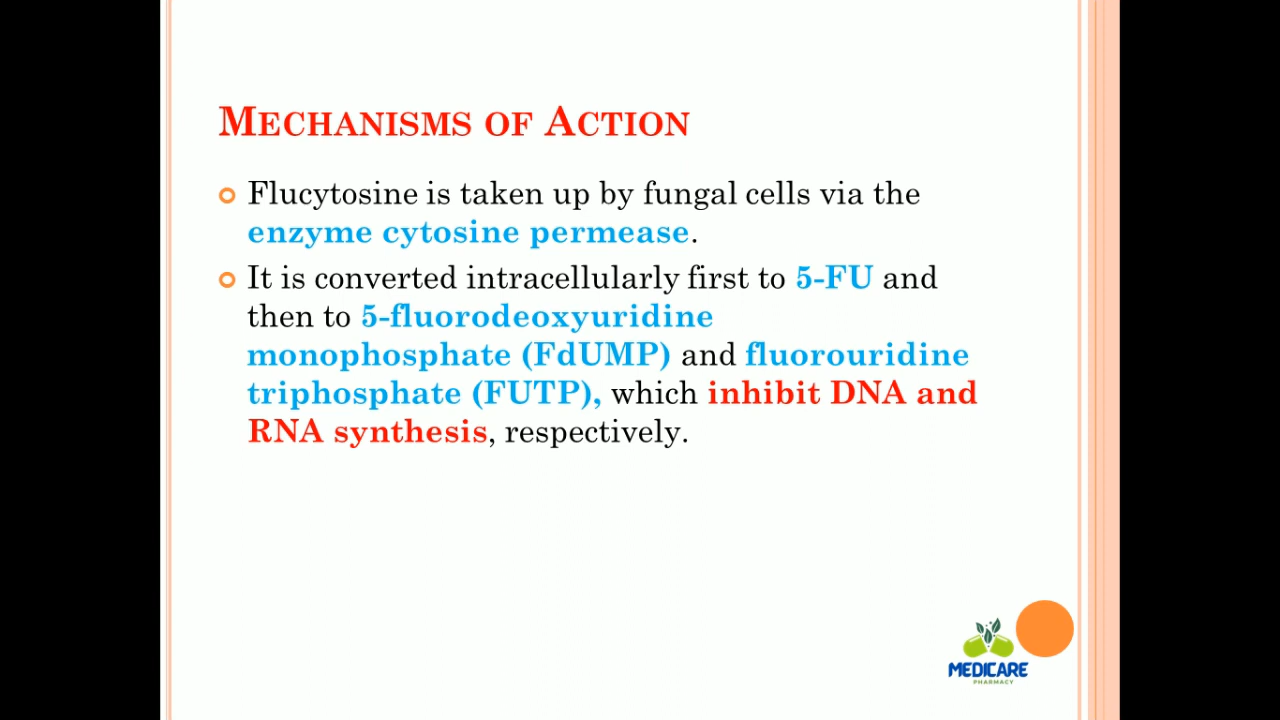 MECHANISMS OF ACTION
Flucytosine is taken up by fungal cells via the
enzyme cytosine permease.
It is converted intracellularly first to 5-FU and
then to 5-fluorodeoxyuridine
monophosphate (FdUMP) and fluorouridine
triphosphate (FUTP), which inhibit DNA and
RNA synthesis, respectively.
MEDICARE
PHARMACY